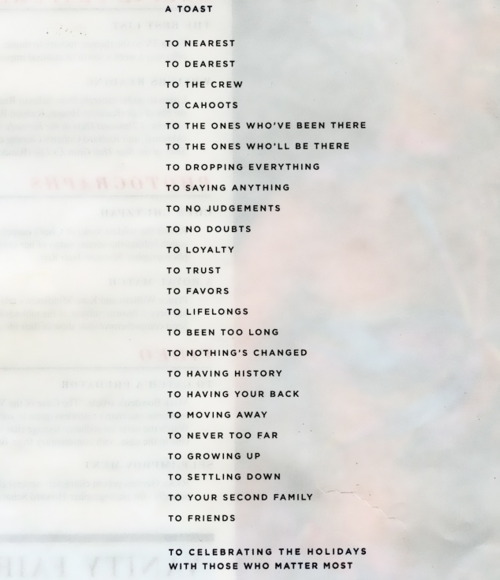 A TOAST
TO NEAREST
TO DEAREST
TO THE CREW
TO CAHOOTS
TO THE ONES WHO'VE BEEN THERE
TO THE ONES WHO'LL BE THERE
TO DROPPING EVERYTHING
TO SAYING ANYTHING
TO NO JUDGEMENTS
TO NO DOUBTS
TO LOYALTY
TO TRUST
TO FAVORS
TO LIFELONGS
TO BEEN TOO LONG
TO NOTHING'S CHANGED
TO HAVING HISTORY
TO HAVING YOUR BACK
TO MOVING AWAY
TO NEVER TOO FAR
TO GROWING UP
TO SETTLING DOWN
TO YOUR SECOND FAMILY
TO FRIENDS
TO CELEBRATING THE HOLIDAYS
WITH THOSE WHO MATTER MOST